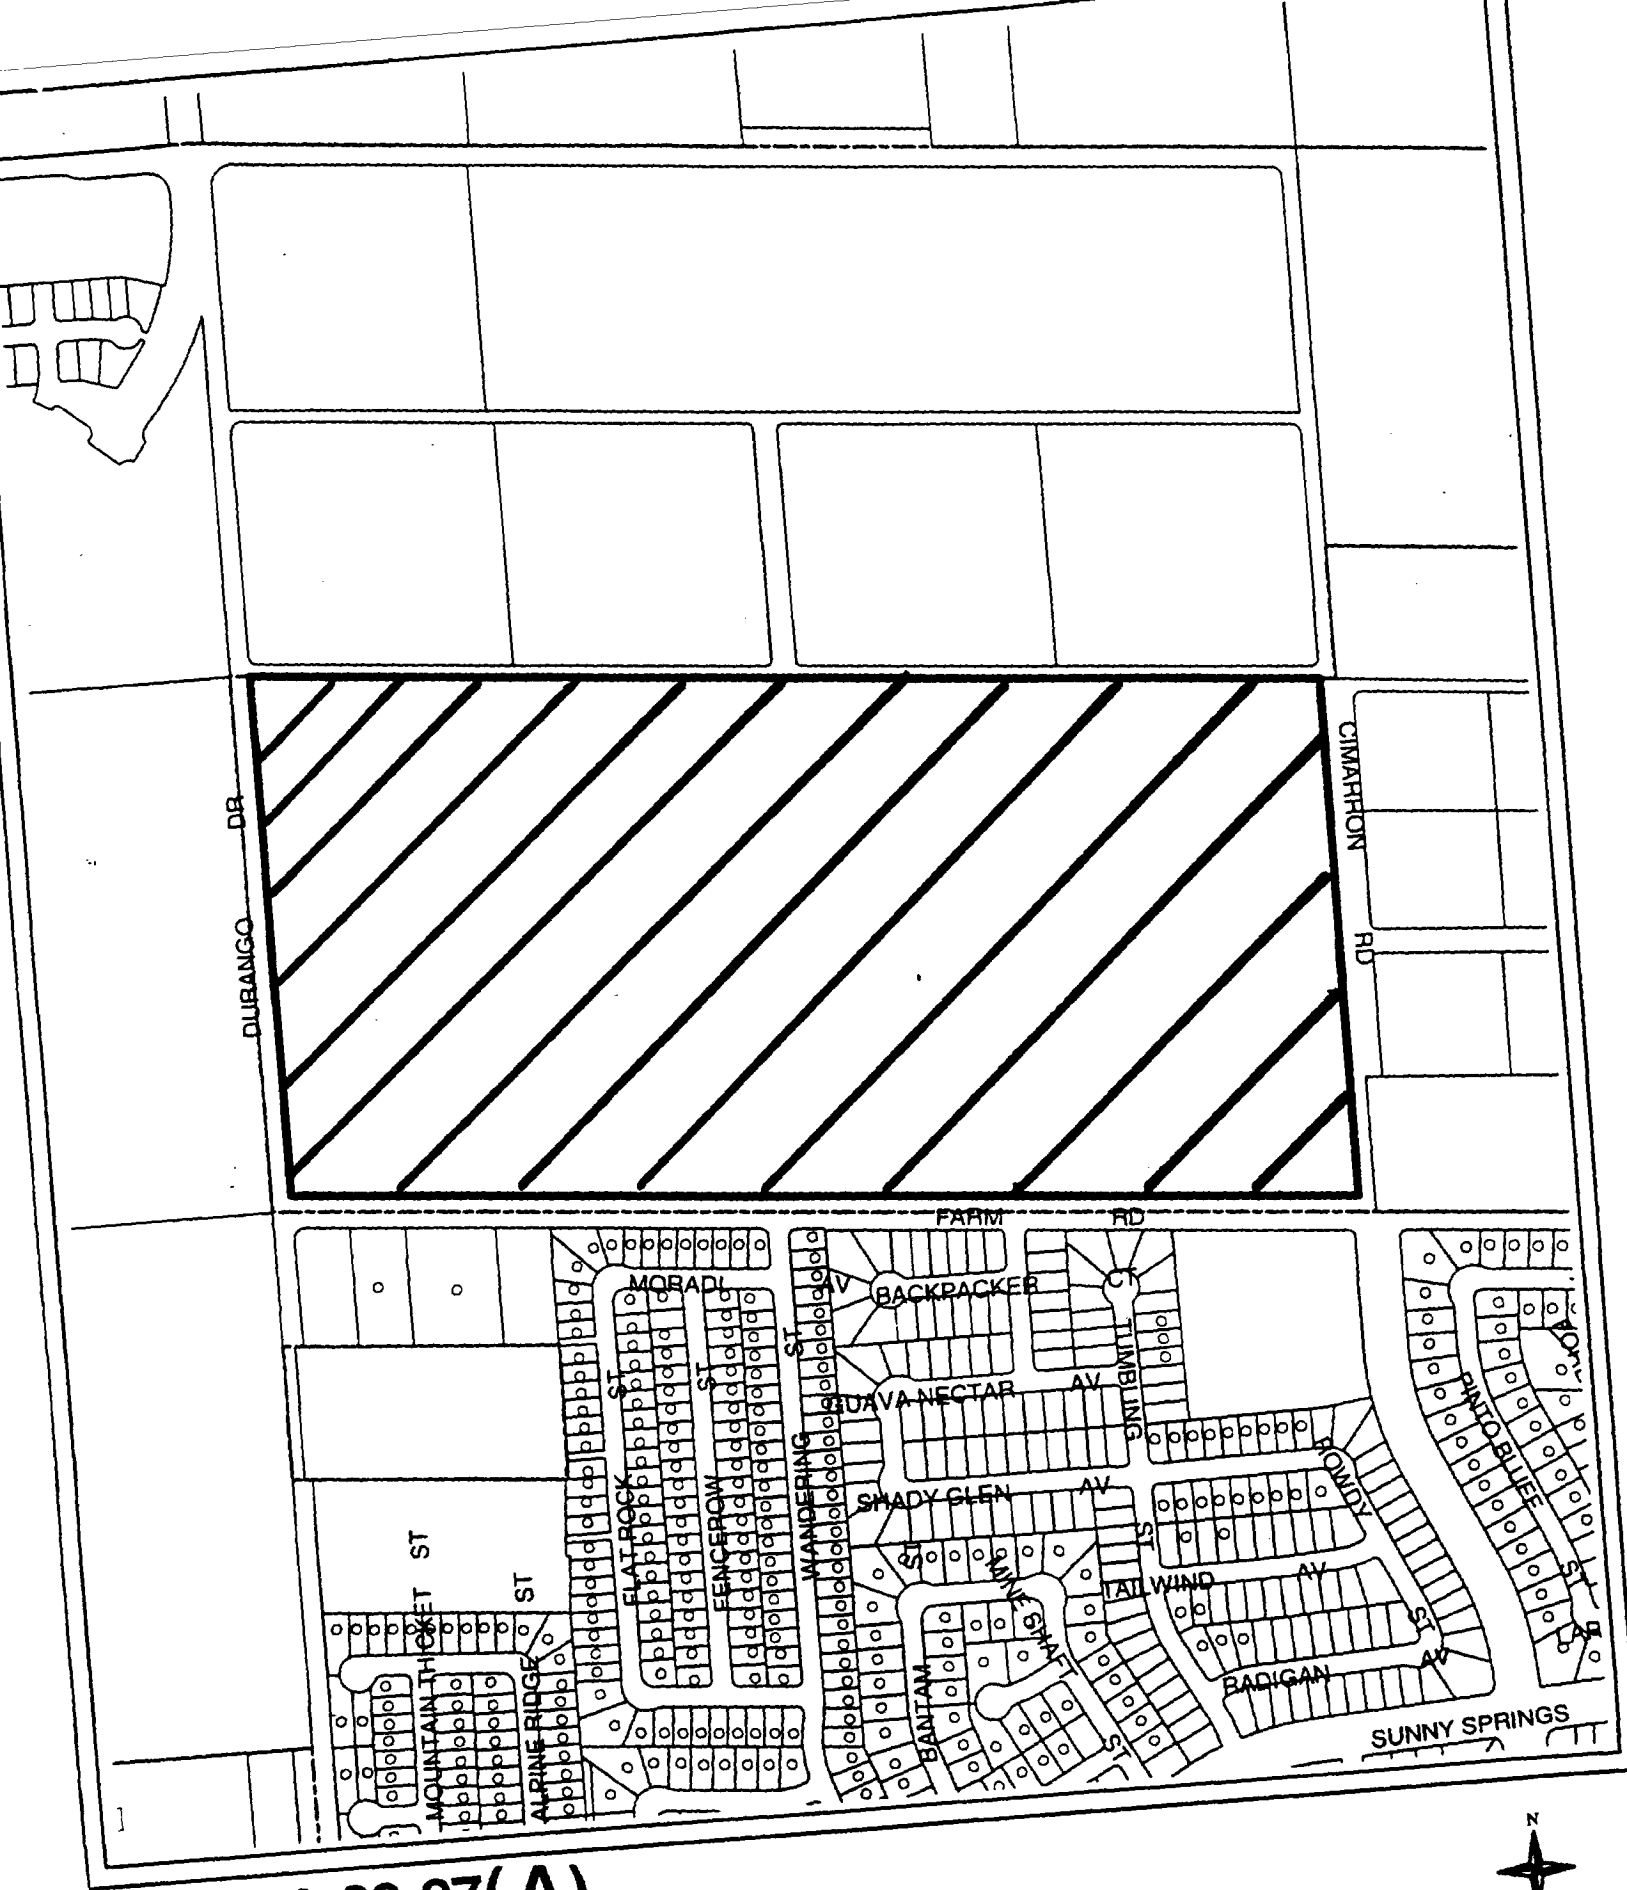 CIMARRON RD
DURANGO DR
FARM RD
MORADI AV
BACKPACKER CT
TUMBLING ST
GUAVA NECTAR AV
SHADY GLEN AV
FLAT ROCK ST
FENCEROW ST
WANDERING ST
ROWDY ST
PINTO BLUFF ST
TAILWIND AV
MINE SHAFT ST
BANTAM ST
BADIGAN AV
MOUNTAIN THICKET ST
ALPINE RIDGE ST
SUNNY SPRINGS
N
(A)